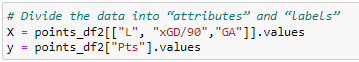 # Divide the data into “attributes” and “labels”
X = points_df2[["L", "xGD/90","GA"]].values
y = points_df2["Pts"].values